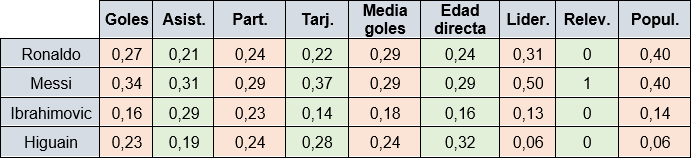 Goles Asist. Part. Tarj. Media goles Edad directa Lider. Relev. Popul.
Ronaldo 0,27 0,21 0,24 0,22 0,29 0,24 0,31 0 0,40
Messi 0,34 0,31 0,29 0,37 0,29 0,29 0,50 1 0,40
Ibrahimovic 0,16 0,29 0,23 0,14 0,18 0,16 0,13 0 0,14
Higuain 0,23 0,19 0,24 0,28 0,24 0,32 0,06 0 0,06